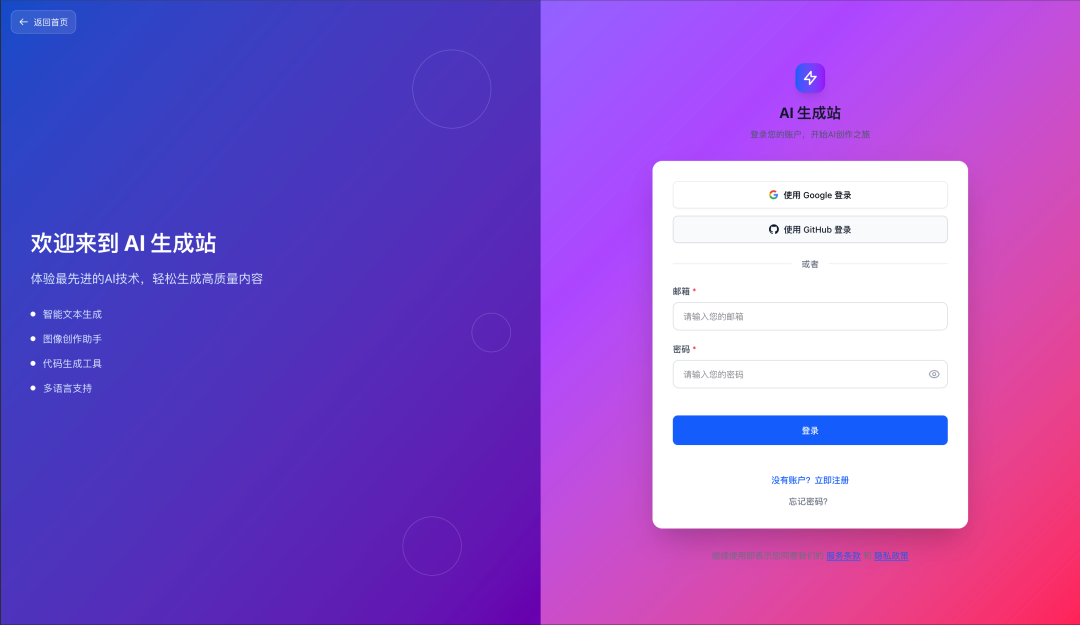 返回首页
欢迎来到 AI 生成站
体验最先进的AI技术，轻松生成高质量内容
智能文本生成
图像创作助手
代码生成工具
多语言支持
AI 生成站
登录您的账户，开始AI创作之旅
使用 Google 登录
使用 GitHub 登录
或者
邮箱 *
请输入您的邮箱
密码 *
请输入您的密码
登录
没有账户？立即注册
忘记密码?
继续使用即表示您同意我们的 服务条款 和 隐私政策